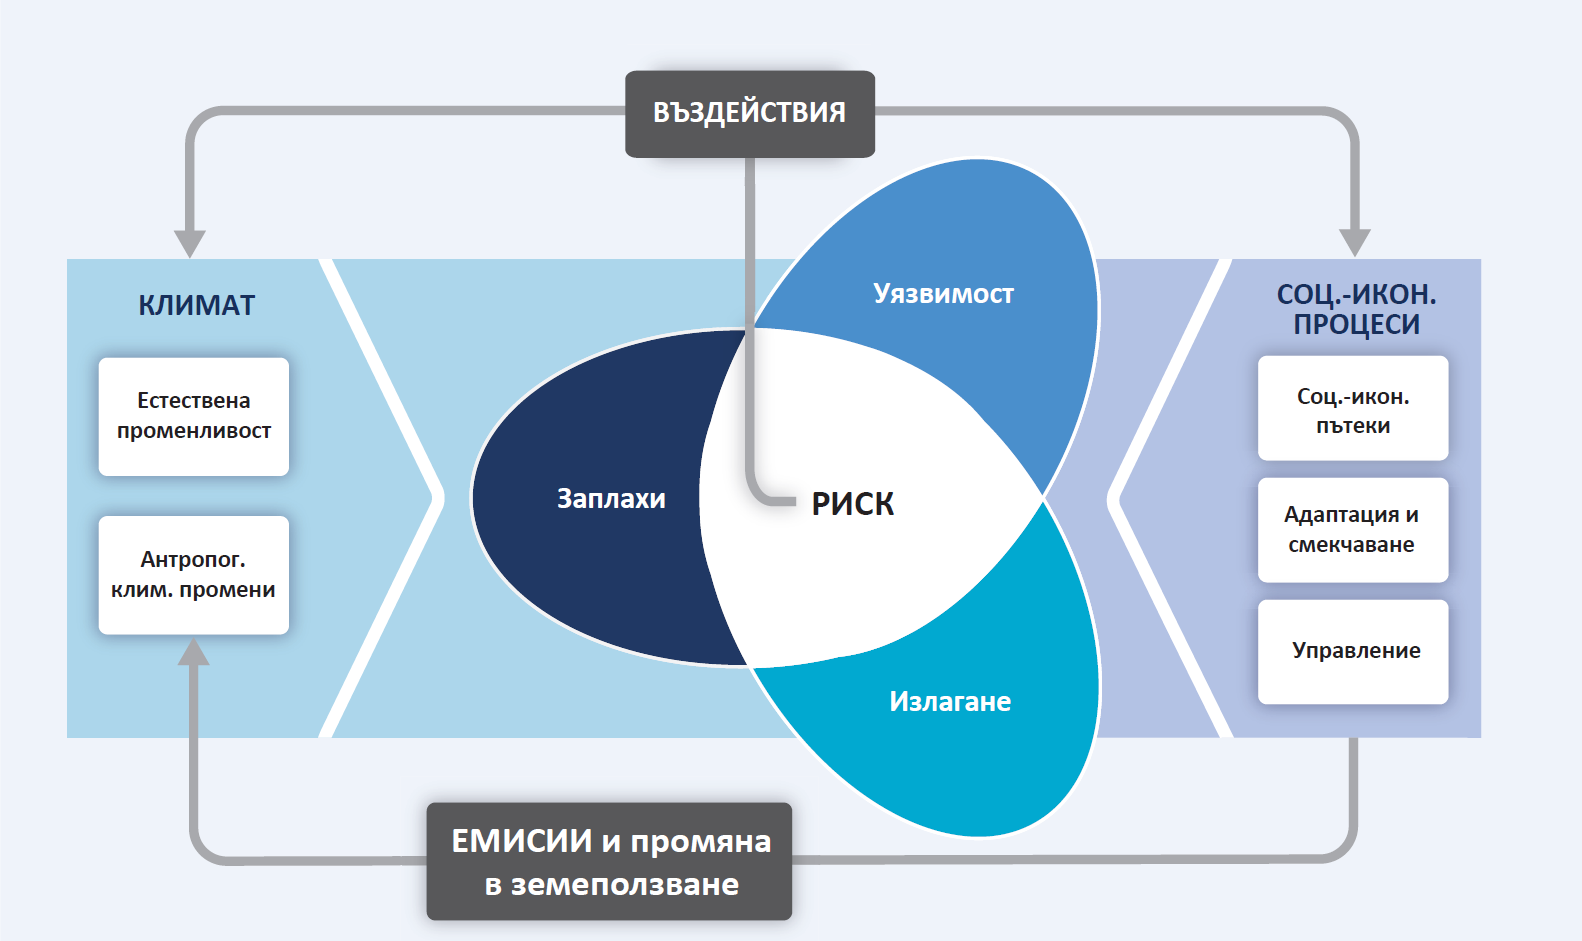 ВЪЗДЕЙСТВИЯ
КЛИМАТ
Естествена
променливост
Антропог.
клим. промени
Уязвимост
Заплахи
РИСК
Излагане
СОЦ.-ИКОН.
ПРОЦЕСИ
Соц.-икон.
пътеки
Адаптация и
смекчаване
Управление
ЕМИСИИ и промяна
в земеползване